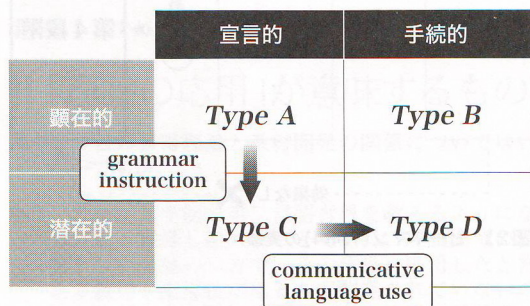 宣言的 手続的
顕在的 Type A Type B
grammar
instruction
潜在的 Type C Type D
communicative
language use